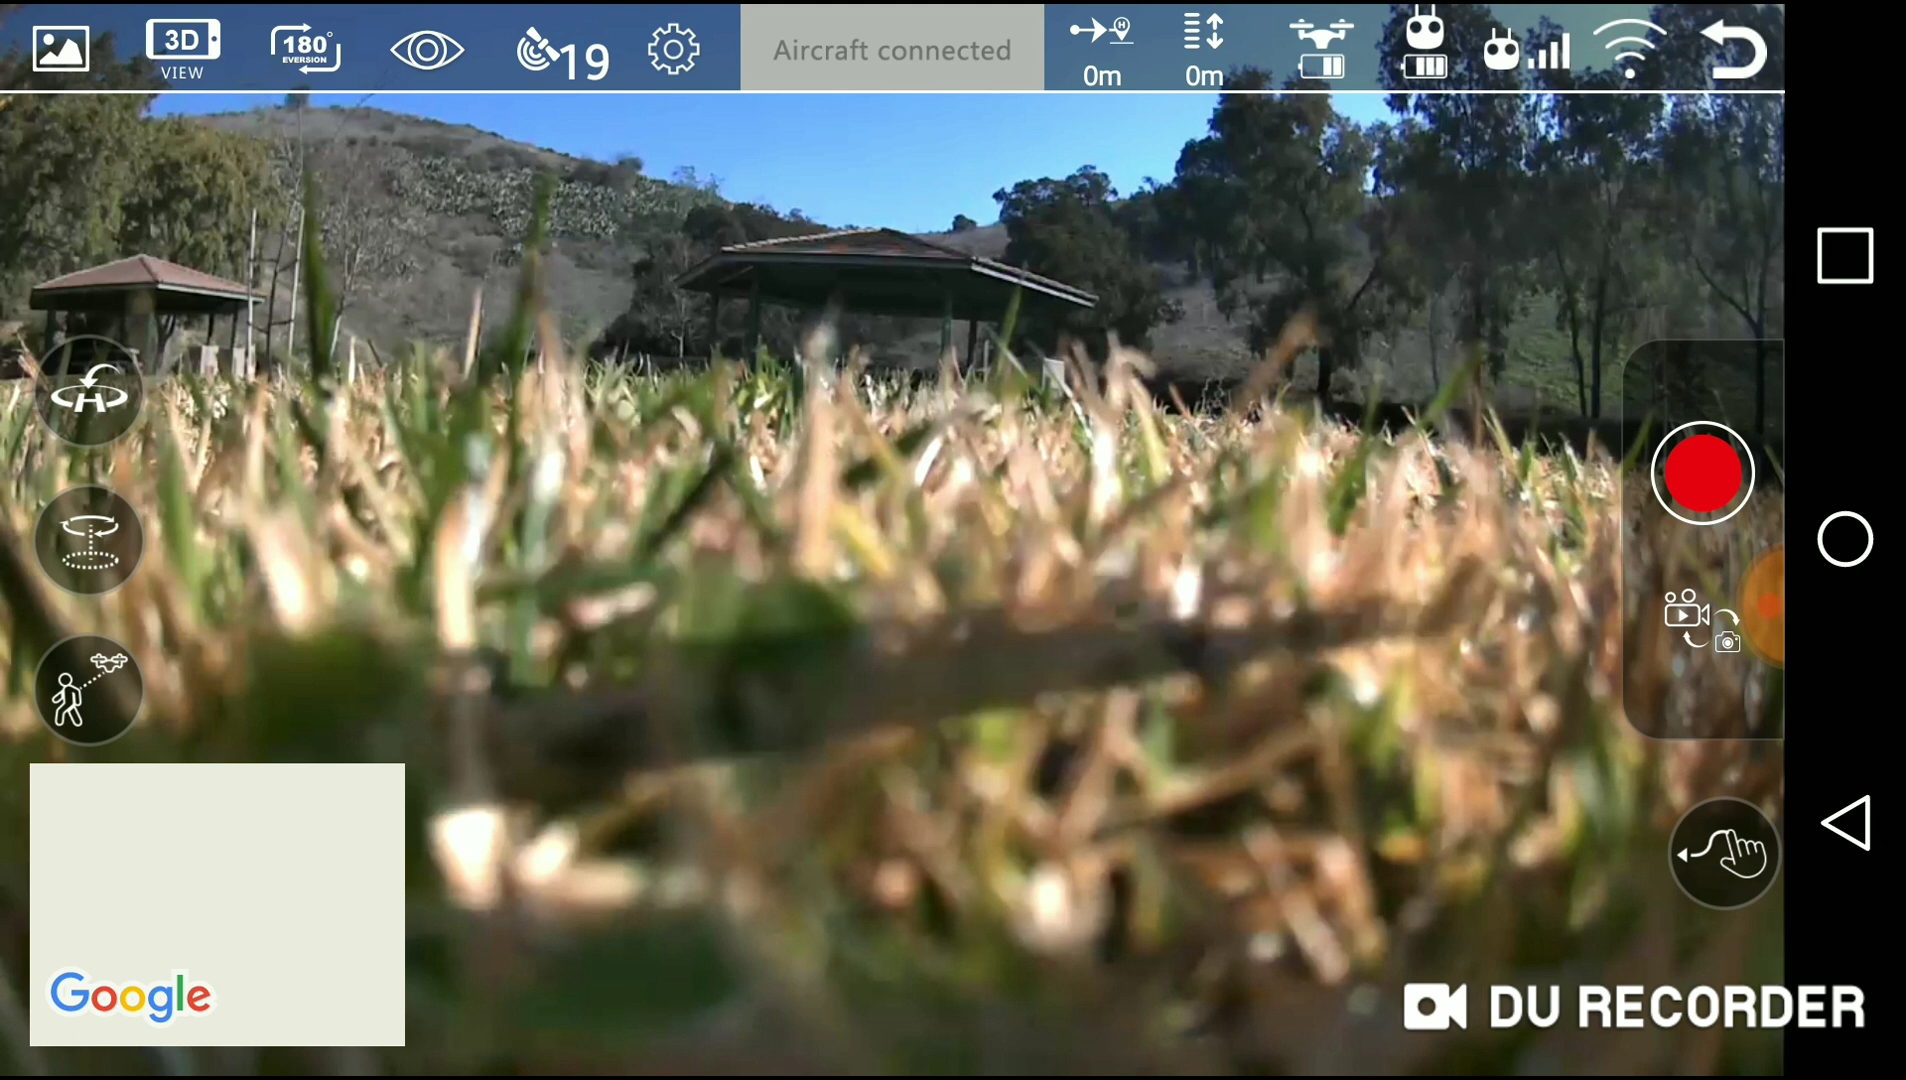 3D
VIEW
180°
EVERSION
19
Aircraft connected
H
0m
0m
H
Google
DU RECORDER